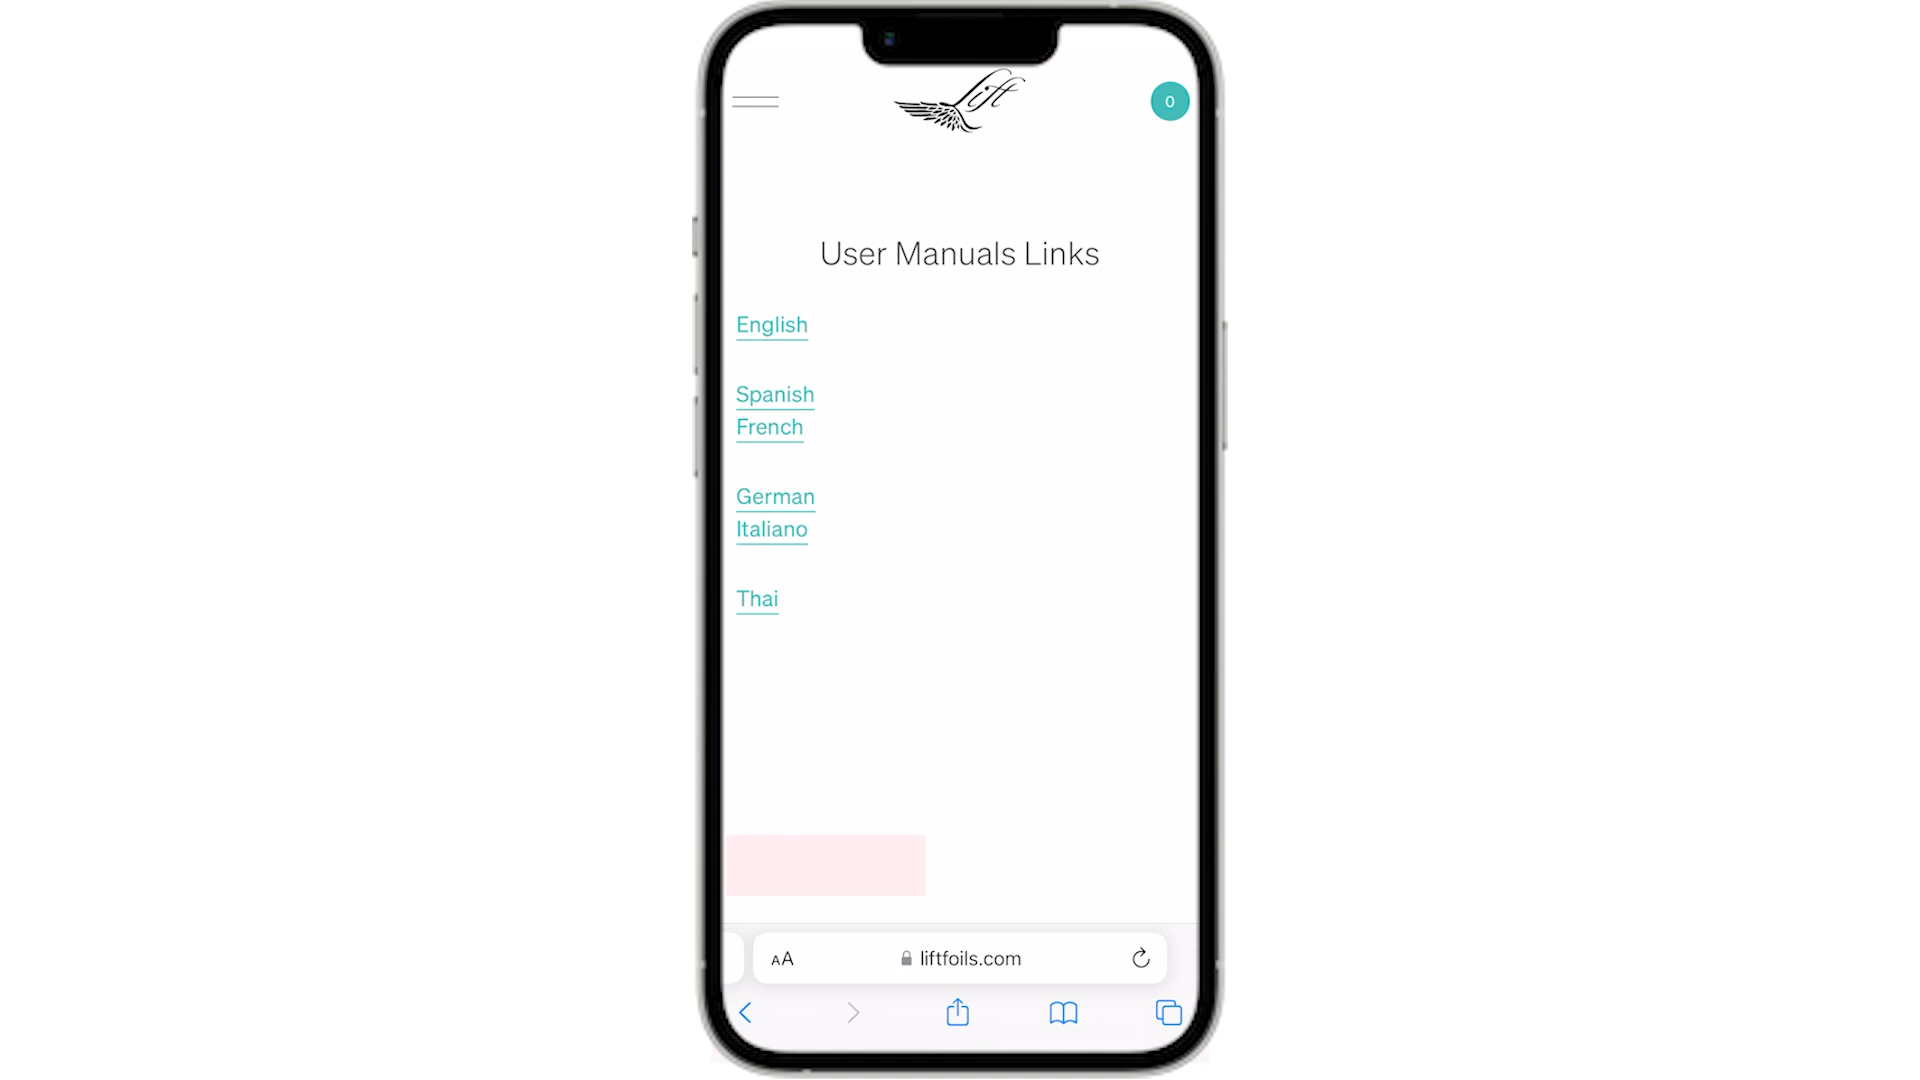 Lift
0
User Manuals Links
English
Spanish
French
German
Italiano
Thai
AA
liftfoils.com